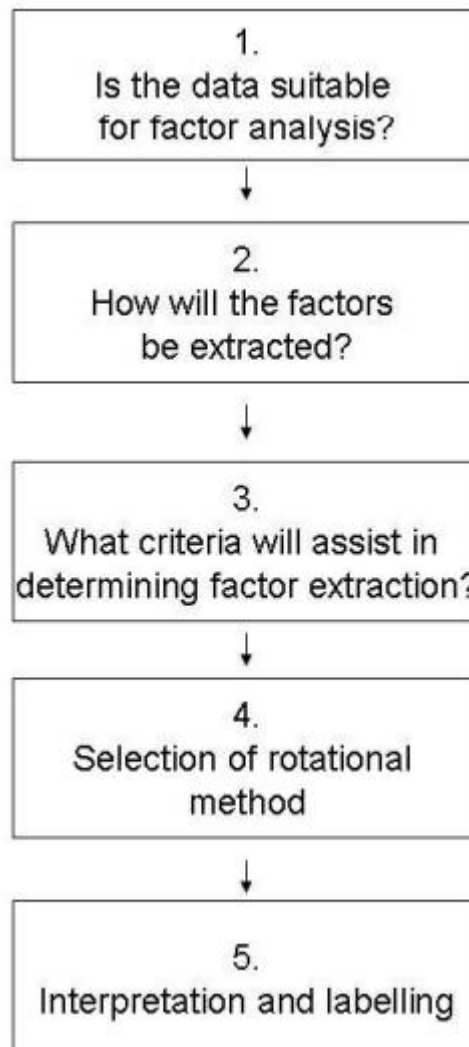 1.
Is the data suitable
for factor analysis?
2.
How will the factors
be extracted?
3.
What criteria will assist in
determining factor extraction?
4.
Selection of rotational
method
5.
Interpretation and labelling